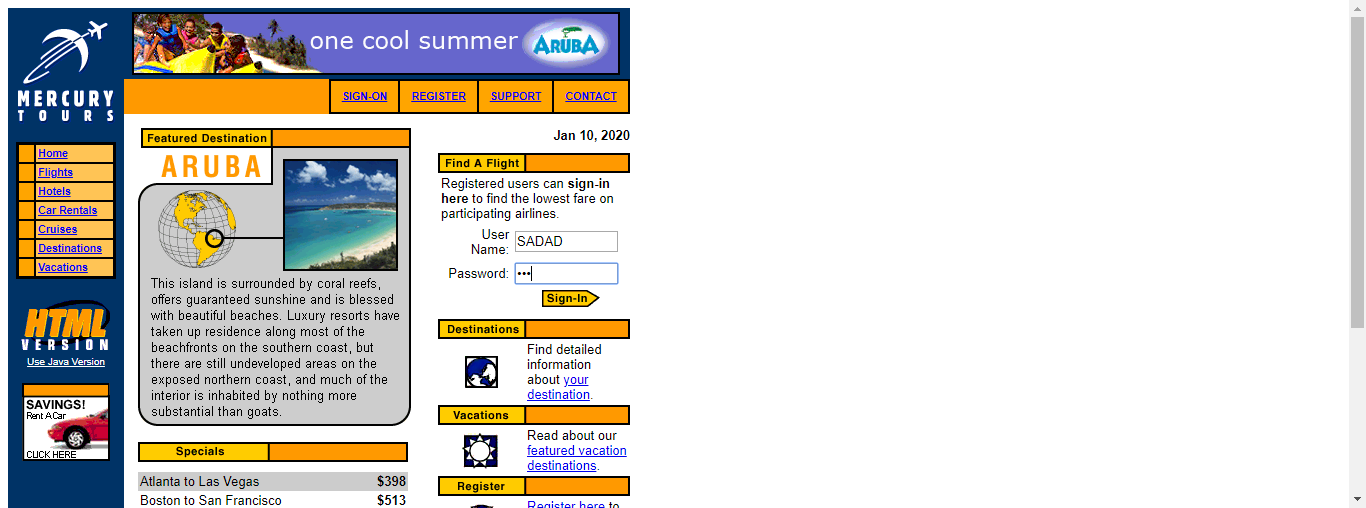 one cool summer ARUBA
MERCURY
TOURS
SIGN-ON REGISTER SUPPORT CONTACT
Home
Flights
Hotels
Car Rentals
Cruises
Destinations
Vacations
HTML
VERSION
Use Java Version
SAVINGS!
Rent A Car
CLICK HERE
Featured Destination
ARUBA
This island is surrounded by coral reefs,
offers guaranteed sunshine and is blessed
with beautiful beaches. Luxury resorts have
taken up residence along most of the
beachfronts on the southern coast, but
there are still undeveloped areas on the
exposed northern coast, and much of the
interior is inhabited by nothing more
substantial than goats.
Specials
Atlanta to Las Vegas $398
Boston to San Francisco $513
Jan 10, 2020
Find A Flight
Registered users can sign-in
here to find the lowest fare on
participating airlines.
User
Name: SADAD
Password: •••
Sign-In
Destinations
Find detailed
information
about your
destination.
Vacations
Read about our
featured vacation
destinations.
Register
Register here to